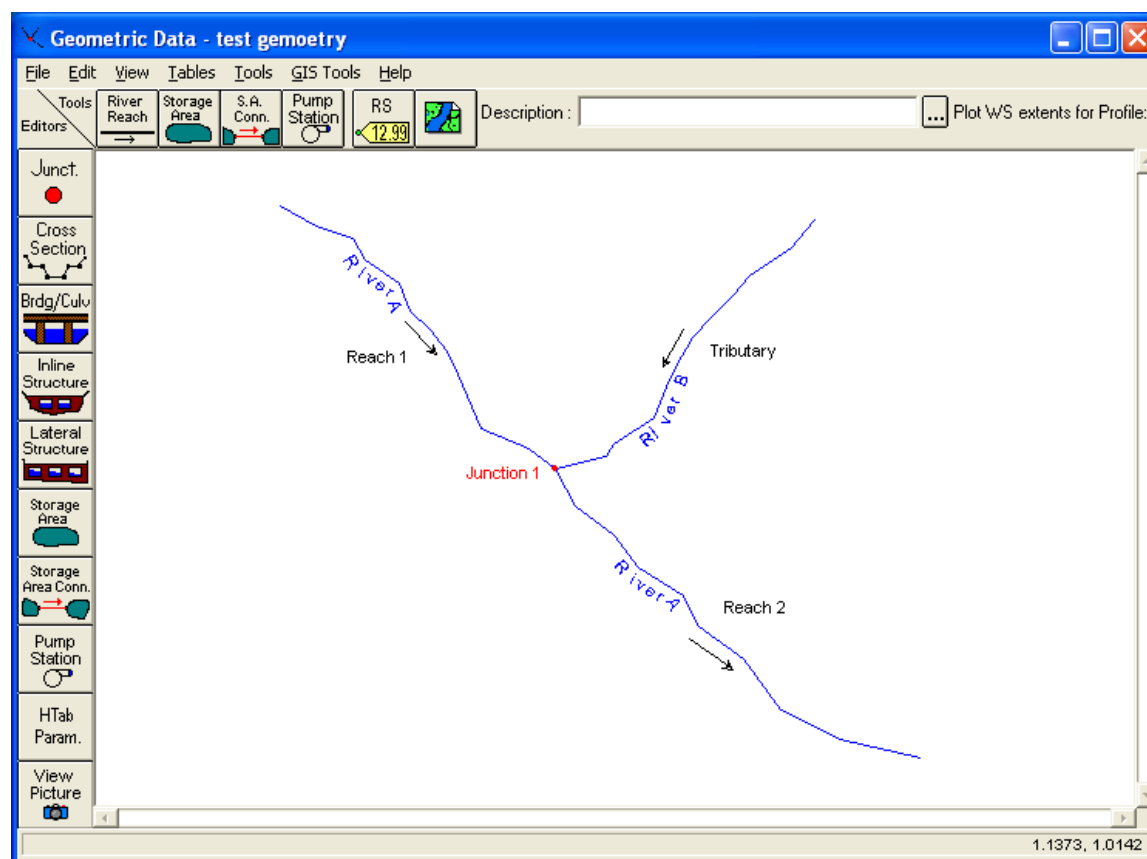 Geometric Data - test gemoetry
File Edit View Tables Tools GIS Tools Help
Tools
Editors
River
Reach
Storage
Area
S.A.
Conn.
Pump
Station
RS
12.99
Description :
...
Plot WS extents for Profile:
Junct.
Cross
Section
Brdg/Culv
Inline
Structure
Lateral
Structure
Storage
Area
Storage
Area Conn.
Pump
Station
HTab
Param.
View
Picture
River A
Reach 1
Tributary
River B
Junction 1
River A
Reach 2
1.1373, 1.0142